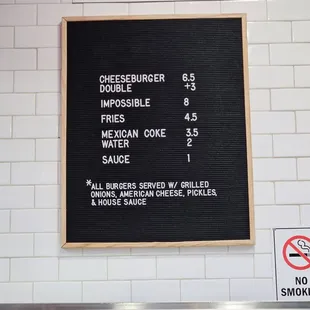 CHEESEBURGER 6.5
DOUBLE +3
IMPOSSIBLE 8
FRIES 4.5
MEXICAN COKE 3.5
WATER 2
SAUCE 1
*ALL BURGERS SERVED W/ GRILLED
ONIONS, AMERICAN CHEESE, PICKLES,
& HOUSE SAUCE
NO
SMOKI